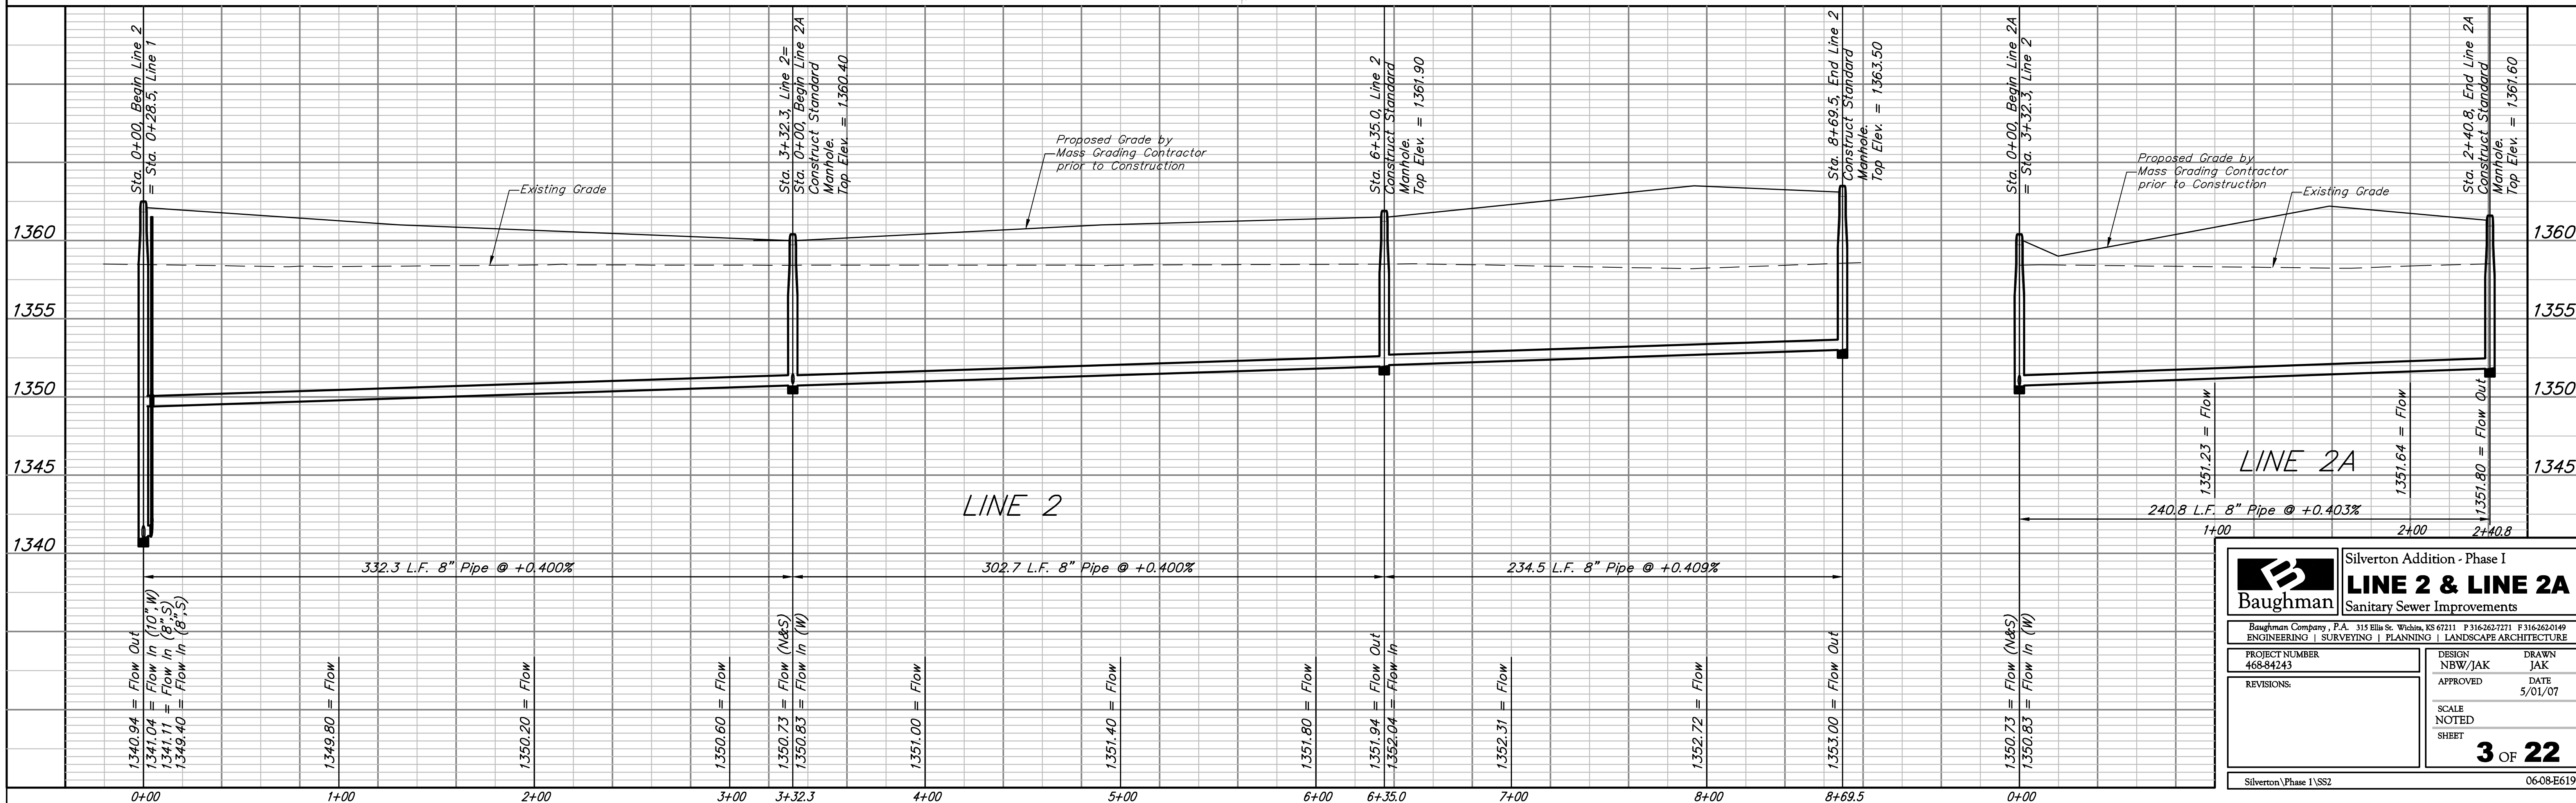 Sta. 0+00, Begin Line 2
= Sta. 0+28.5, Line 1
Sta. 3+32.3, Line 2=
Sta. 0+00, Begin Line 2A
Construct Standard
Manhole.
Top Elev. = 1360.40
Sta. 6+35.0, Line 2
Construct Standard
Manhole.
Top Elev. = 1361.90
Sta. 8+69.5, End Line 2
Construct Standard
Manhole.
Top Elev. = 1363.50
Sta. 0+00, Begin Line 2A
= Sta. 3+32.3, Line 2
Sta. 2+40.8, End Line 2A
Construct Standard
Manhole.
Top Elev. = 1361.60
Existing Grade
Proposed Grade by
Mass Grading Contractor
prior to Construction
Proposed Grade by
Mass Grading Contractor
prior to Construction
Existing Grade
1360
1355
1350
1345
1340
1360
1355
1350
1345
LINE 2
LINE 2A
1351.23 = Flow
1351.64 = Flow
1351.80 = Flow Out
240.8 L.F. 8" Pipe @ +0.403%
1+00
2+00
2+40.8
332.3 L.F. 8" Pipe @ +0.400%
302.7 L.F. 8" Pipe @ +0.400%
234.5 L.F. 8" Pipe @ +0.409%
1340.94 = Flow Out
1341.04 = Flow In (10",W)
1341.11 = Flow In (8",S)
1349.40 = Flow In (8",S)
1349.80 = Flow
1350.20 = Flow
1350.60 = Flow
1350.73 = Flow (N&S)
1350.83 = Flow In (W)
1351.00 = Flow
1351.40 = Flow
1351.80 = Flow
1351.94 = Flow Out
1352.04 = Flow In
1352.31 = Flow
1352.72 = Flow
1353.00 = Flow Out
1350.73 = Flow (N&S)
1350.83 = Flow In (W)
0+00
1+00
2+00
3+00
3+32.3
4+00
5+00
6+00
6+35.0
7+00
8+00
8+69.5
0+00
Baughman
Silverton Addition - Phase I
LINE 2 & LINE 2A
Sanitary Sewer Improvements
Baughman Company, P.A. 315 Ellis St. Wichita, KS 67211 P 316-262-7271 F 316-262-0149
ENGINEERING | SURVEYING | PLANNING | LANDSCAPE ARCHITECTURE
PROJECT NUMBER
468-84243
REVISIONS:
DESIGN
NBW/JAK
DRAWN
JAK
APPROVED
DATE
5/01/07
SCALE
NOTED
SHEET
3 OF 22
Silverton\Phase 1\SS2
06-08-E619